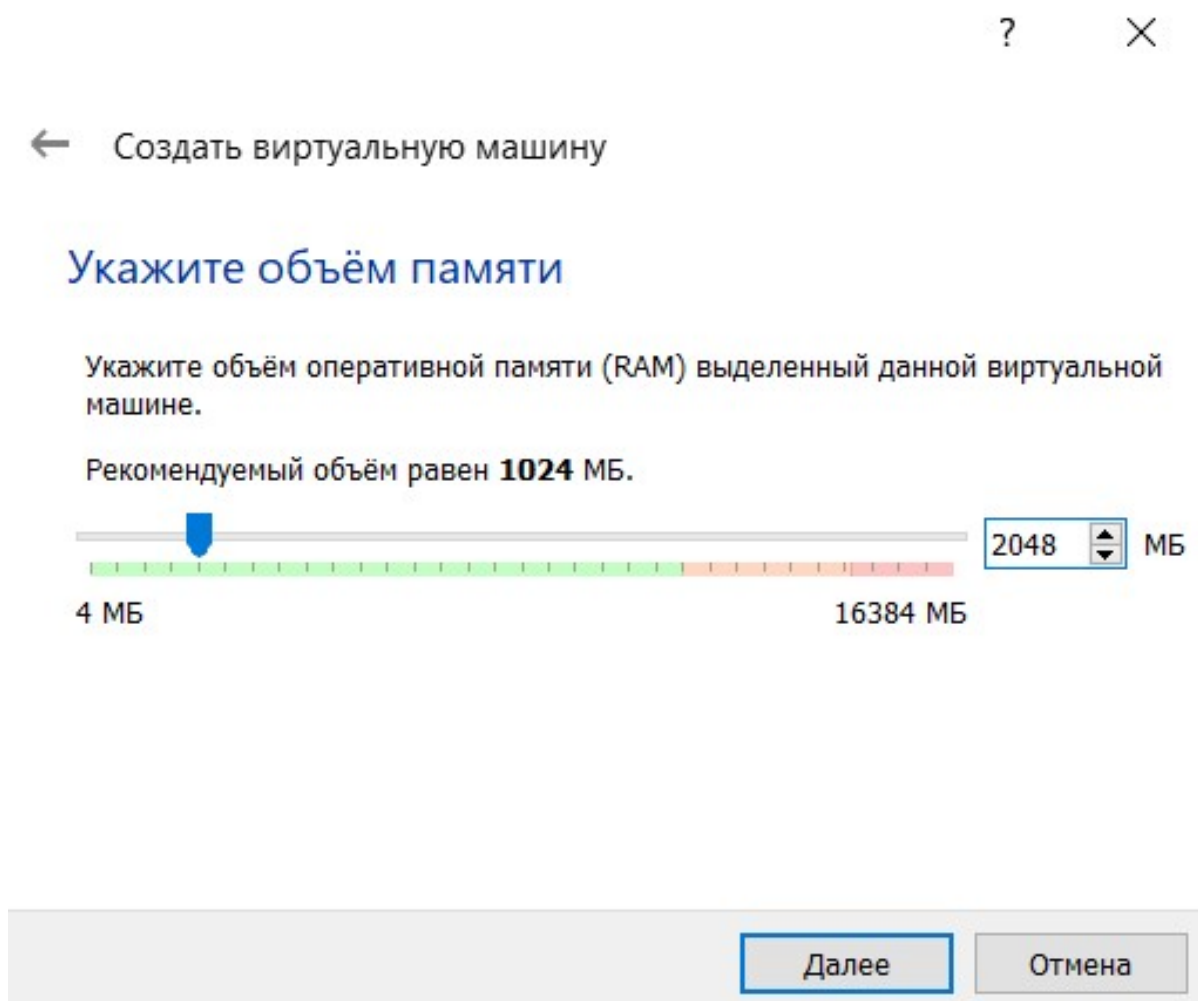 ?
Создать виртуальную машину
Укажите объём памяти
Укажите объём оперативной памяти (RAM) выделенный данной виртуальной
машине.
Рекомендуемый объём равен 1024 МБ.
2048 МБ
4 МБ 16384 МБ
Далее Отмена